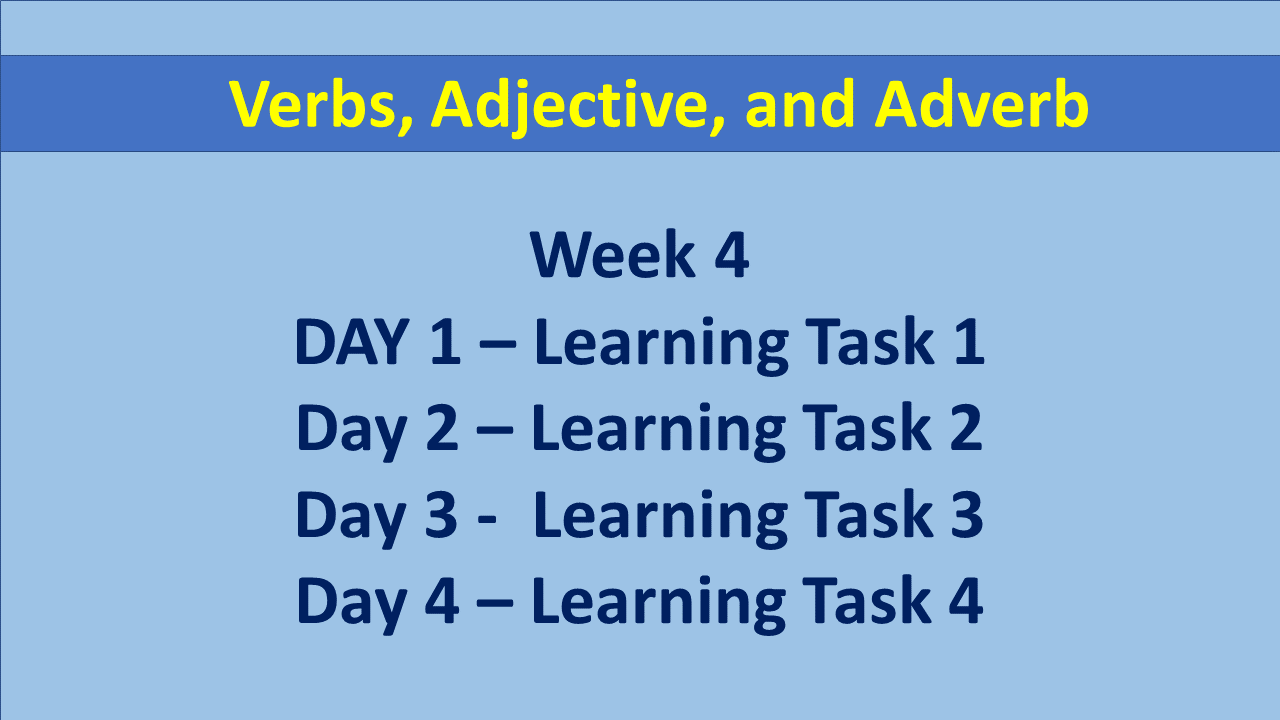 Verbs, Adjective, and Adverb
Week 4
DAY 1 – Learning Task 1
Day 2 – Learning Task 2
Day 3 -  Learning Task 3
Day 4 – Learning Task 4